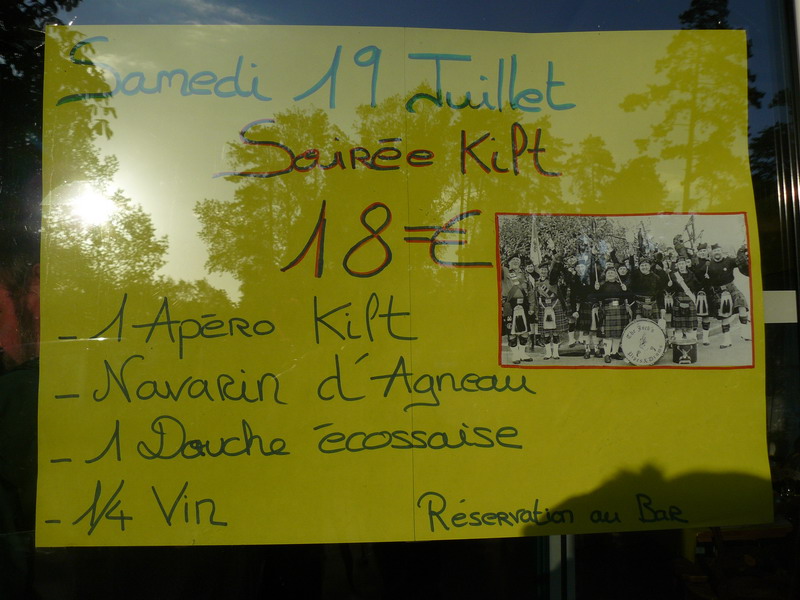 Samedi 19 Juillet
Soirée Kilt
18=€
- 1 Apéro Kilt
- Navarin d'Agneau
- 1 Douche écossaise
- 1/4 Vin
Réservation au Bar